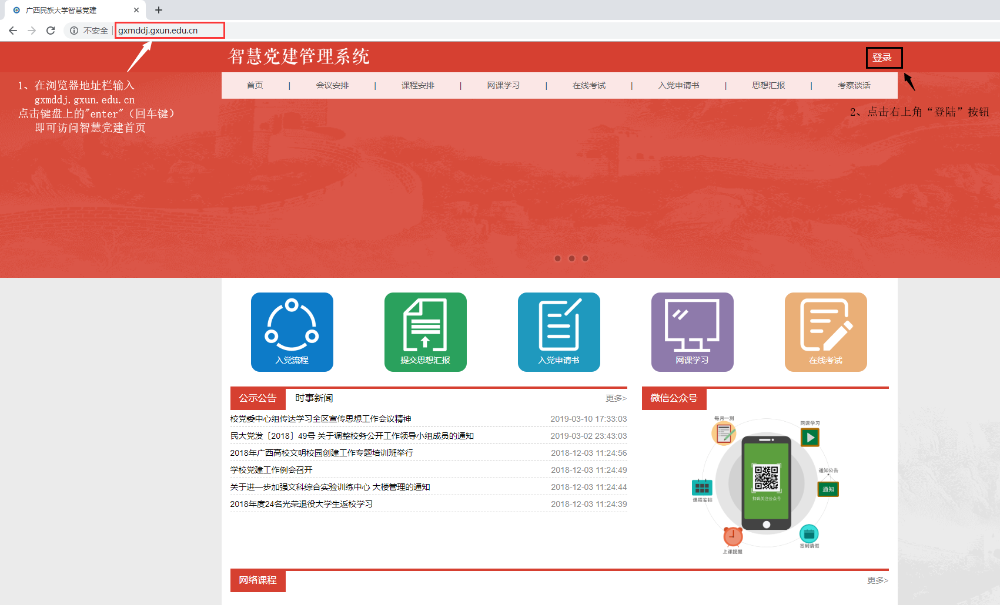 广西民族大学智慧党建
不安全 gxmddj.gxun.edu.cn
智慧党建管理系统
登录
首页 | 会议安排 | 课程安排 | 网课学习 | 在线考试 | 入党申请书 | 思想汇报 | 考察谈话
1、在浏览器地址栏输入
gxmddj.gxun.edu.cn
点击键盘上的"enter"（回车键）
即可访问智慧党建首页
2、点击右上角“登陆”按钮
入党流程
提交思想汇报
入党申请书
网课学习
在线考试
公示公告 时事新闻 更多>
校党委中心组传达学习全区宣传思想工作会议精神 2019-03-10 17:33:03
民大党发〔2018〕49号 关于调整校务公开工作领导小组成员的通知 2019-03-02 23:43:03
2018年广西高校文明校园创建工作专题培训班举行 2018-12-03 11:24:56
学校党建工作例会召开 2018-12-03 11:24:49
关于进一步加强文科综合实验训练中心 大楼管理的通知 2018-12-03 11:24:44
2018年度24名光荣退役大学生返校学习 2018-12-03 11:24:39
微信公众号
每月一测
网课学习
通知公告
通知
课程安排
扫码关注公众号
上课提醒
签到请假
网络课程 更多>